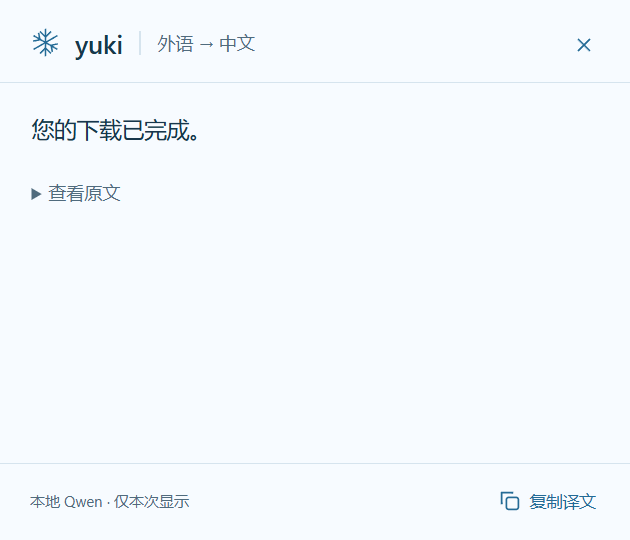 yuki 外语 → 中文
您的下载已完成。
▶ 查看原文
本地 Qwen · 仅本次显示 复制译文